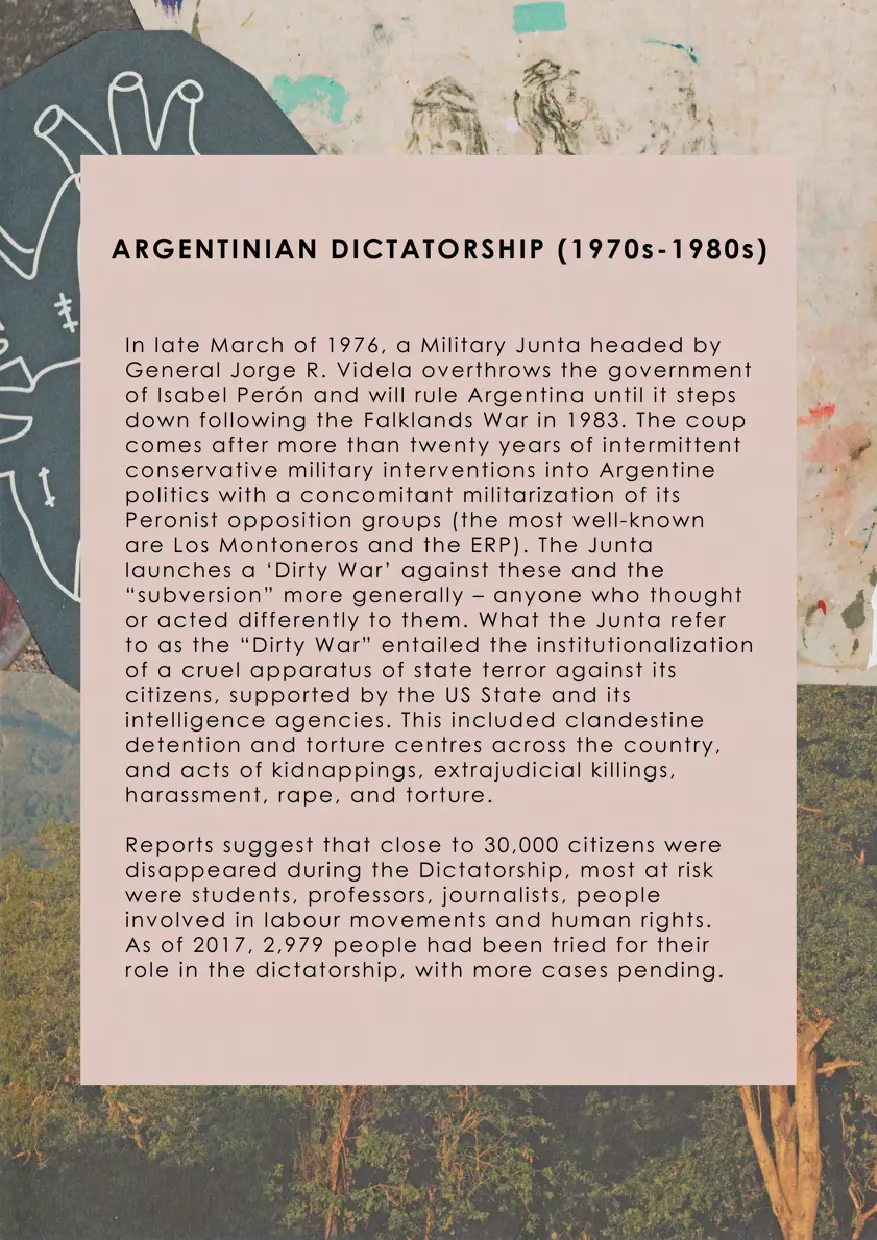 ARGENTINIAN DICTATORSHIP (1970s-1980s)
In late March of 1976, a Military Junta headed by
General Jorge R. Videla overthrows the government
of Isabel Perón and will rule Argentina until it steps
down following the Falklands War in 1983. The coup
comes after more than twenty years of intermittent
conservative military interventions into Argentine
politics with a concomitant militarization of its
Peronist opposition groups (the most well-known
are Los Montoneros and the ERP). The Junta
launches a ‘Dirty War’ against these and the
“subversion” more generally – anyone who thought
or acted differently to them. What the Junta refer
to as the “Dirty War” entailed the institutionalization
of a cruel apparatus of state terror against its
citizens, supported by the US State and its
intelligence agencies. This included clandestine
detention and torture centres across the country,
and acts of kidnappings, extrajudicial killings,
harassment, rape, and torture.
Reports suggest that close to 30,000 citizens were
disappeared during the Dictatorship, most at risk
were students, professors, journalists, people
involved in labour movements and human rights.
As of 2017, 2,979 people had been tried for their
role in the dictatorship, with more cases pending.